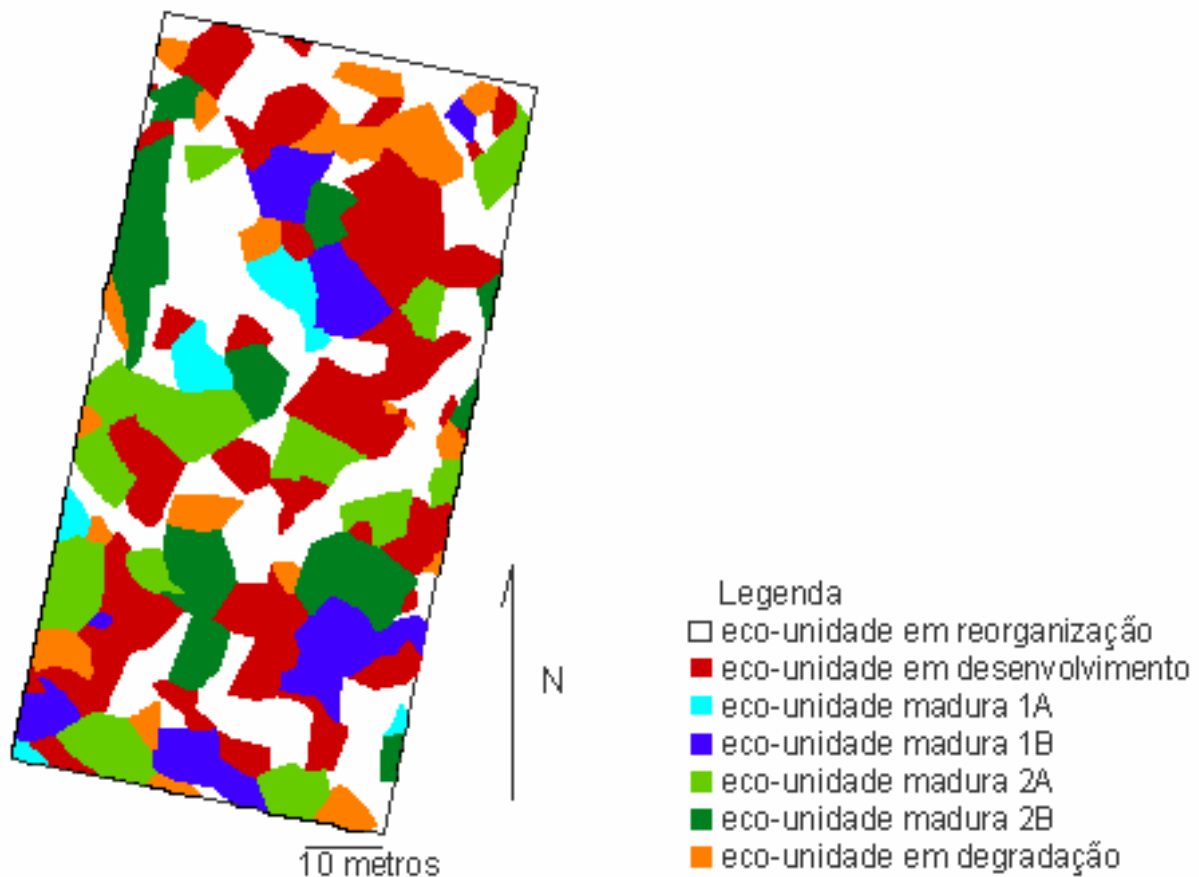 N
10 metros
Legenda
eco-unidade em reorganização
eco-unidade em desenvolvimento
eco-unidade madura 1A
eco-unidade madura 1B
eco-unidade madura 2A
eco-unidade madura 2B
eco-unidade em degradação